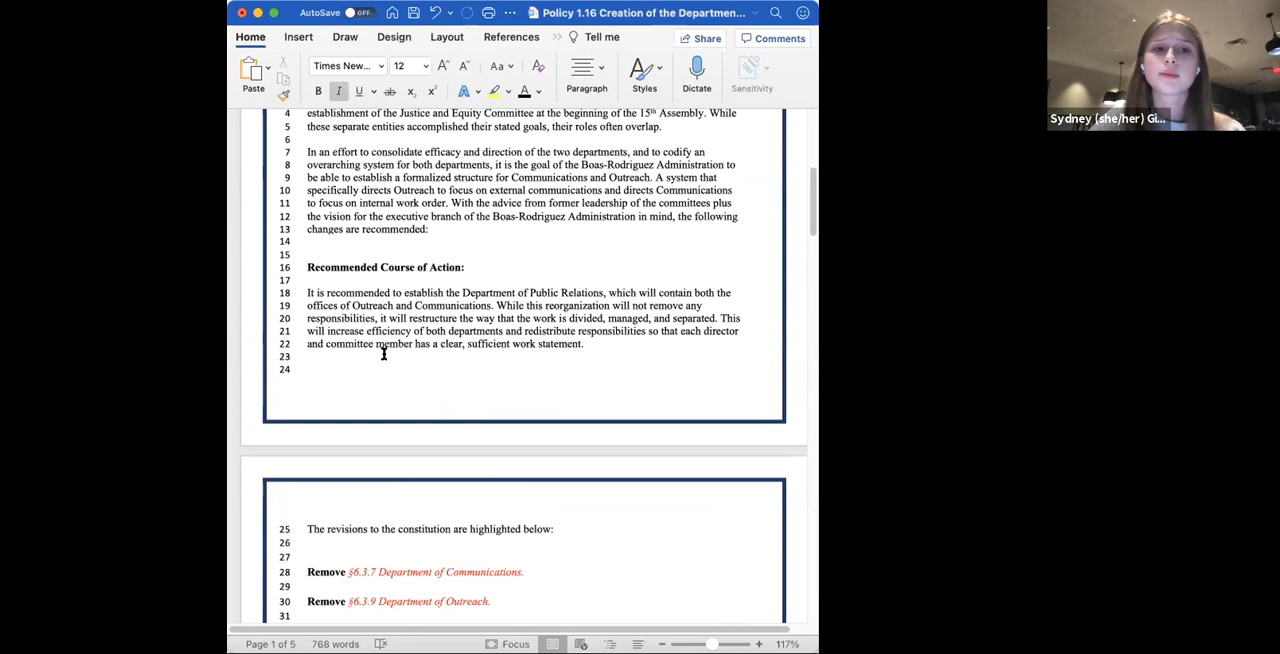 AutoSave OFF Policy 1.16 Creation of the Departmen...
Home Insert Draw Design Layout References Tell me Share Comments
Times New... 12 Aa
Paste B I U ab x₂ x² A A Paragraph Styles Dictate Sensitivity
4 establishment of the Justice and Equity Committee at the beginning of the 15th Assembly. While
5 these separate entities accomplished their stated goals, their roles often overlap.
6
7 In an effort to consolidate efficacy and direction of the two departments, and to codify an
8 overarching system for both departments, it is the goal of the Boas-Rodriguez Administration to
9 be able to establish a formalized structure for Communications and Outreach. A system that
10 specifically directs Outreach to focus on external communications and directs Communications
11 to focus on internal work order. With the advice from former leadership of the committees plus
12 the vision for the executive branch of the Boas-Rodriguez Administration in mind, the following
13 changes are recommended:
14
15
16 Recommended Course of Action:
17
18 It is recommended to establish the Department of Public Relations, which will contain both the
19 offices of Outreach and Communications. While this reorganization will not remove any
20 responsibilities, it will restructure the way that the work is divided, managed, and separated. This
21 will increase efficiency of both departments and redistribute responsibilities so that each director
22 and committee member has a clear, sufficient work statement.
23
24
25 The revisions to the constitution are highlighted below:
26
27
28 Remove §6.3.7 Department of Communications.
29
30 Remove §6.3.9 Department of Outreach.
31
Page 1 of 5 768 words Focus 117%
Sydney (she/her) Gi...